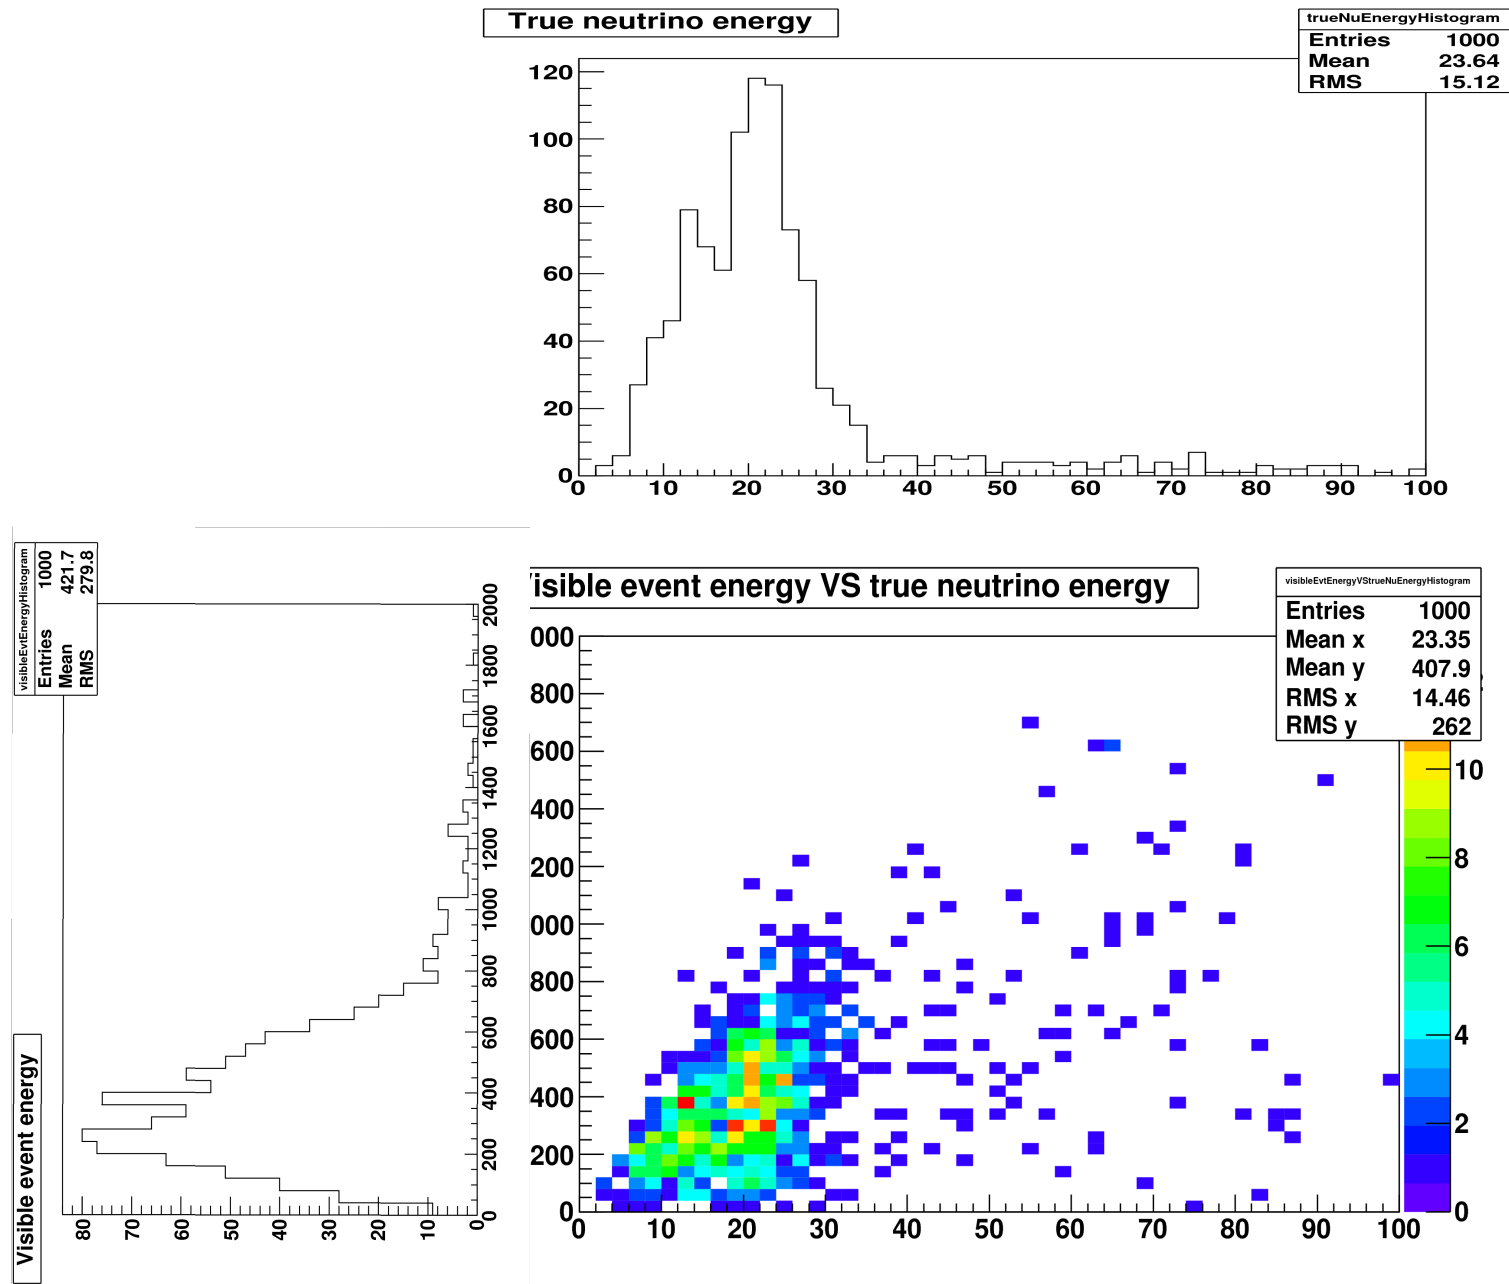 True neutrino energy
trueNuEnergyHistogram
Entries 1000
Mean 23.64
RMS 15.12
120
100
80
60
40
20
0
0 10 20 30 40 50 60 70 80 90 100
visibleEvtEnergyHistogram
Entries 1000
Mean 421.7
RMS 279.8
Visible event energy
0 200 400 600 800 1000 1200 1400 1600 1800 2000
80 70 60 50 40 30 20 10 0
isible event energy VS true neutrino energy
visibleEvtEnergyVStrueNuEnergyHistogram
Entries 1000
Mean x 23.35
Mean y 407.9
RMS x 14.46
RMS y 262
000
800
600
400
200
000
800
600
400
200
0
0 10 20 30 40 50 60 70 80 90 100
10
8
6
4
2
0